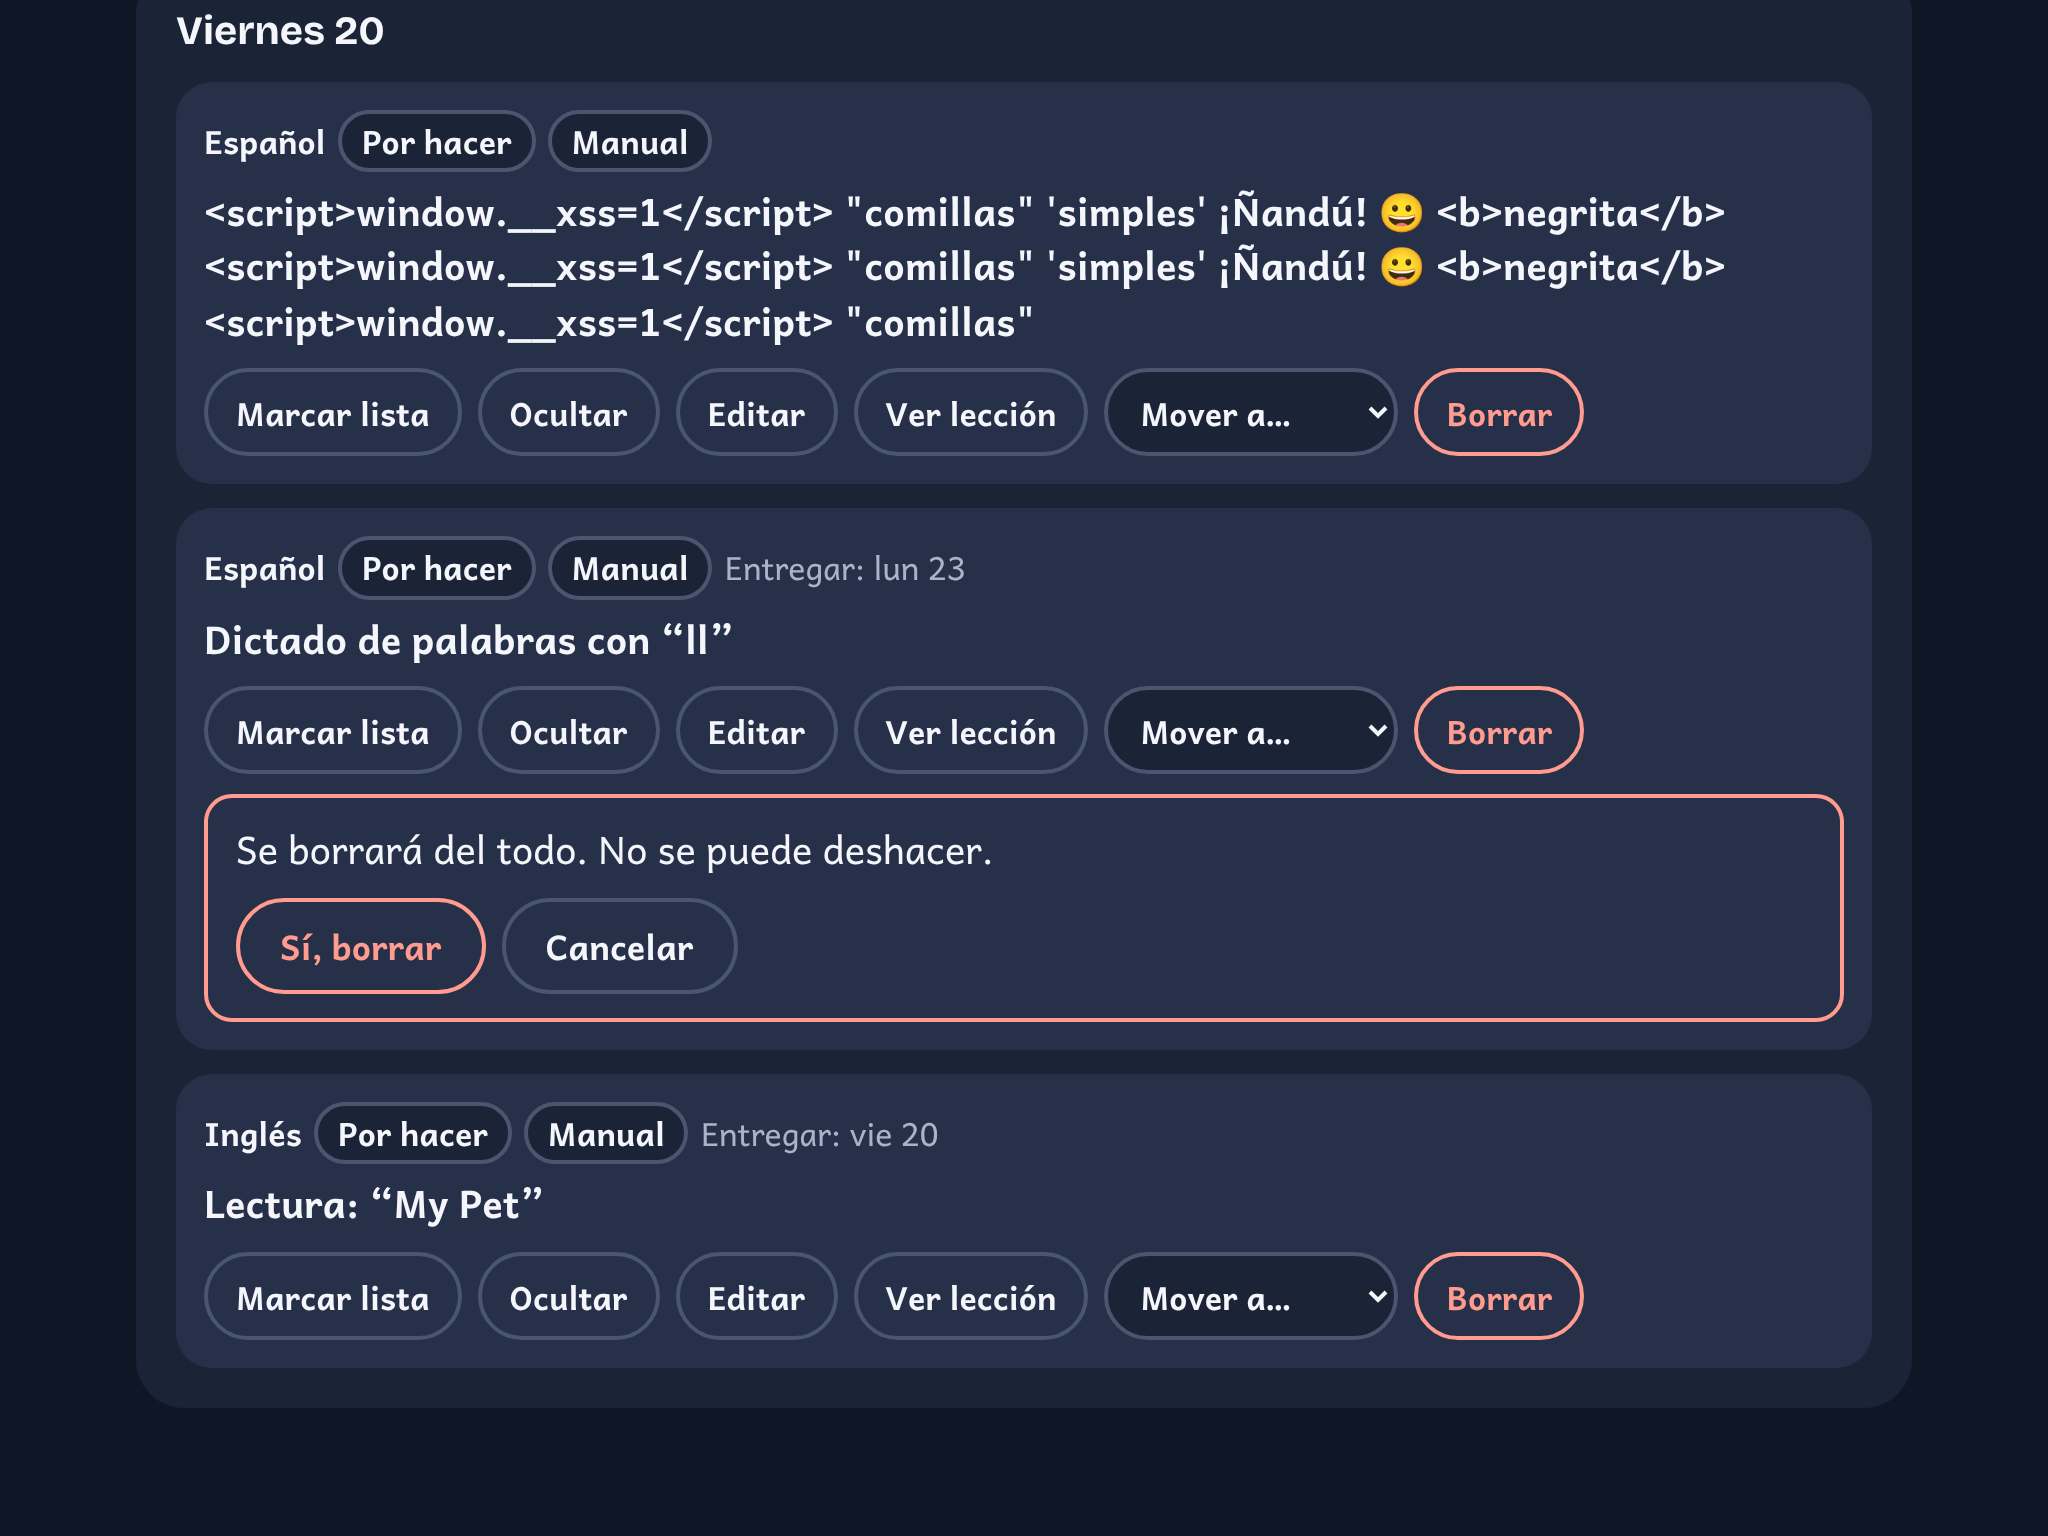 Viernes 20
Español Por hacer Manual
<script>window.__xss=1</script> "comillas" 'simples' ¡Ñandú! 😀 <b>negrita</b>
<script>window.__xss=1</script> "comillas" 'simples' ¡Ñandú! 😀 <b>negrita</b>
<script>window.__xss=1</script> "comillas"
Marcar lista Ocultar Editar Ver lección Mover a... Borrar
Español Por hacer Manual Entregar: lun 23
Dictado de palabras con “ll”
Marcar lista Ocultar Editar Ver lección Mover a... Borrar
Se borrará del todo. No se puede deshacer.
Sí, borrar Cancelar
Inglés Por hacer Manual Entregar: vie 20
Lectura: “My Pet”
Marcar lista Ocultar Editar Ver lección Mover a... Borrar